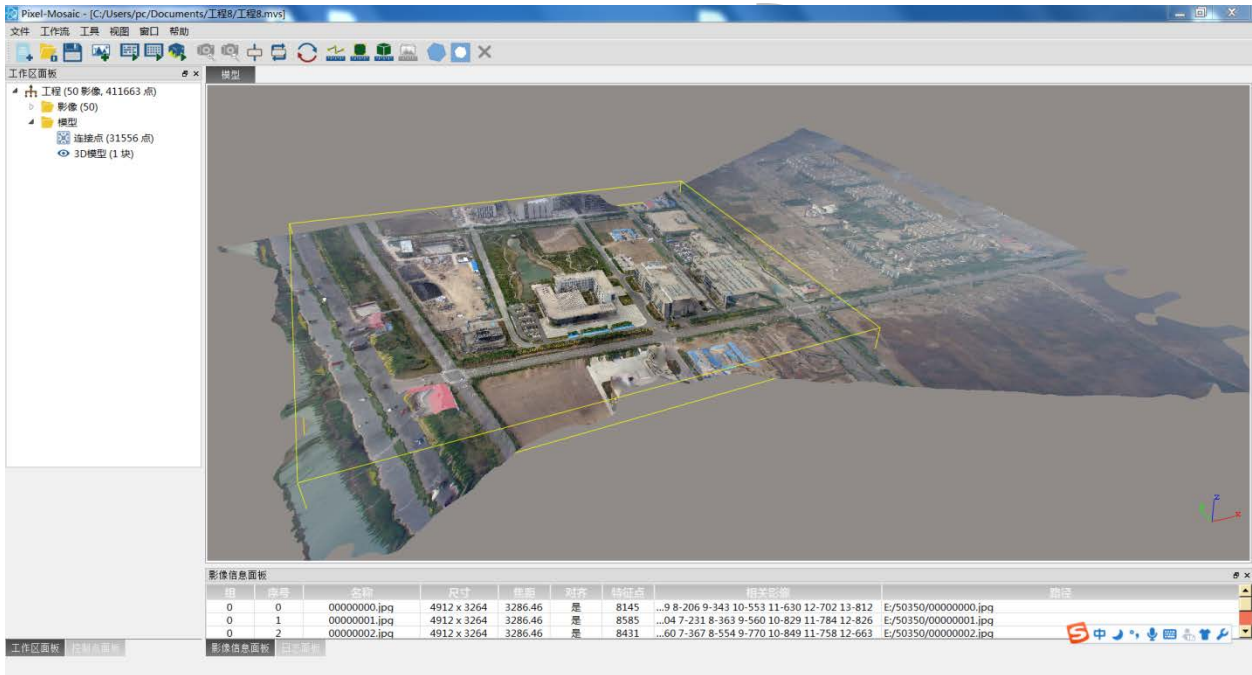 Pixel-Mosaic - [C:/Users/pc/Documents/工程8/工程8.mvs]
文件 工作流 工具 视图 窗口 帮助
工作区面板
模型
工程 (50 影像, 411663 点)
影像 (50)
模型
连接点 (31556 点)
3D模型 (1 块)
影像信息面板
组 序号 名称 尺寸 焦距 对齐 特征点 相关影像 路径
0 0 00000000.jpg 4912 x 3264 3286.46 是 8145 ...9 8-206 9-343 10-553 11-630 12-702 13-812 E:/50350/00000000.jpg
0 1 00000001.jpg 4912 x 3264 3286.46 是 8585 ...04 7-231 8-363 9-560 10-829 11-784 12-826 E:/50350/00000001.jpg
0 2 00000002.jpg 4912 x 3264 3286.46 是 8431 ...60 7-367 8-554 9-770 10-849 11-758 12-663 E:/50350/00000002.jpg
工作区面板 控制点面板
影像信息面板 日志面板
中